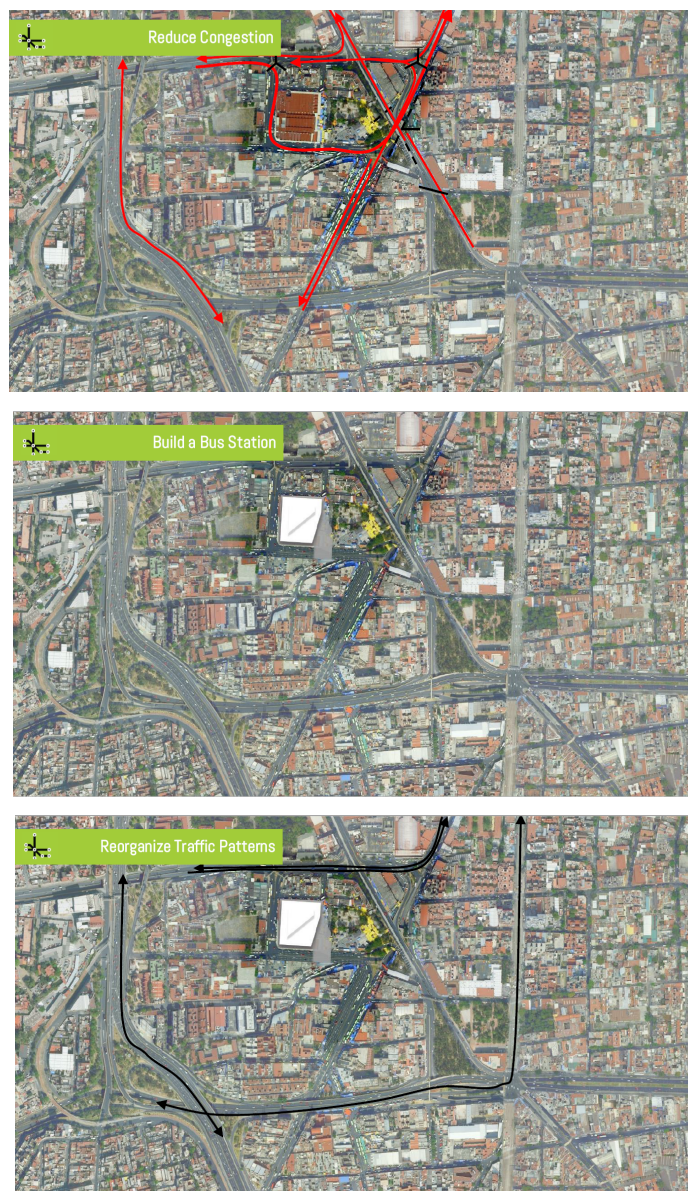 Reduce Congestion
Build a Bus Station
Reorganize Traffic Patterns